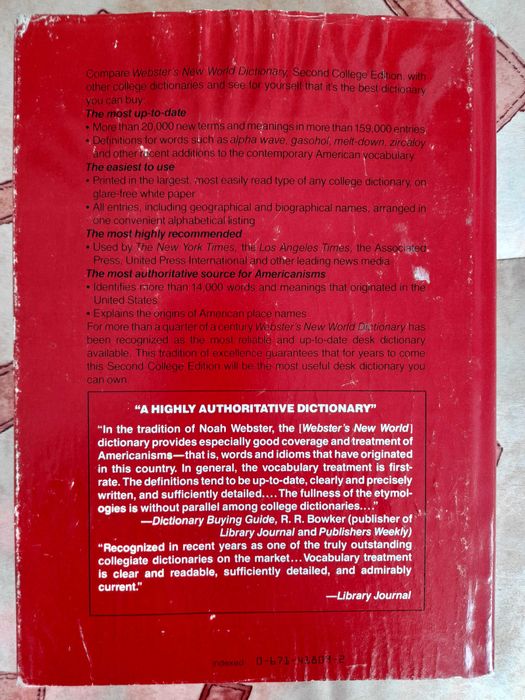 Compare Webster's New World Dictionary, Second College Edition, with
other college dictionaries and see for yourself that it's the best dictionary
you can buy:
The most up-to-date
• More than 20,000 new terms and meanings in more than 159,000 entries
• Definitions for words such as alpha wave, gasohol, melt-down, zircaloy
and other recent additions to the contemporary American vocabulary
The easiest to use
• Printed in the largest, most easily read type of any college dictionary, on
glare-free white paper
• All entries, including geographical and biographical names, arranged in
one convenient alphabetical listing
The most highly recommended
• Used by The New York Times, the Los Angeles Times, the Associated
Press, United Press International and other leading news media
The most authoritative source for Americanisms
• Identifies more than 14,000 words and meanings that originated in the
United States
• Explains the origins of American place names
For more than a quarter of a century Webster's New World Dictionary has
been recognized as the most reliable and up-to-date desk dictionary
available. This tradition of excellence guarantees that for years to come
this Second College Edition will be the most useful desk dictionary you
can own.
"A HIGHLY AUTHORITATIVE DICTIONARY"
"In the tradition of Noah Webster, the [Webster's New World]
dictionary provides especially good coverage and treatment of
Americanisms—that is, words and idioms that have originated
in this country. In general, the vocabulary treatment is first-
rate. The definitions tend to be up-to-date, clearly and precisely
written, and sufficiently detailed.... The fullness of the etymol-
ogies is without parallel among college dictionaries...."
—Dictionary Buying Guide, R. R. Bowker (publisher of
Library Journal and Publishers Weekly)
"Recognized in recent years as one of the truly outstanding
collegiate dictionaries on the market...Vocabulary treatment
is clear and readable, sufficiently detailed, and admirably
current."
—Library Journal
indexed 0-671-41809-2